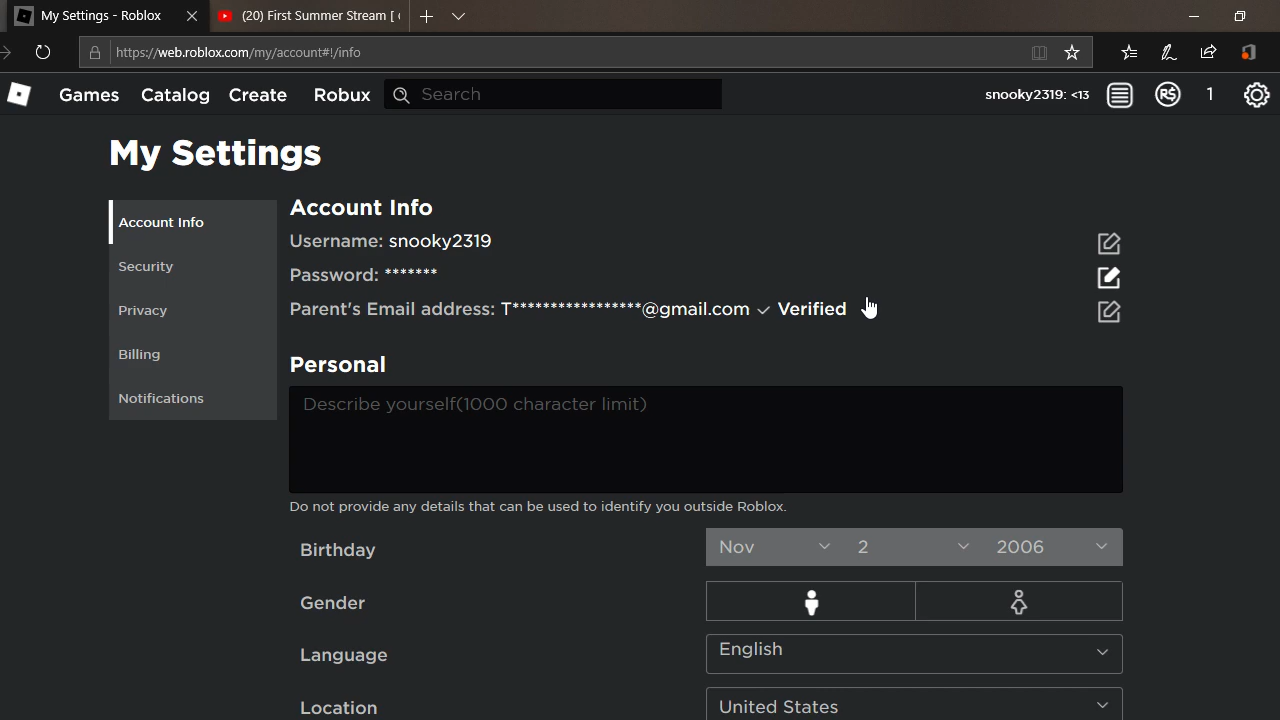 My Settings - Roblox
(20) First Summer Stream [
https://web.roblox.com/my/account#!/info
Games Catalog Create Robux Search snooky2319: <13 R$ 1
My Settings
Account Info
Security
Privacy
Billing
Notifications
Account Info
Username: snooky2319
Password: *******
Parent's Email address: T*****************@gmail.com ✓ Verified
Personal
Describe yourself(1000 character limit)
Do not provide any details that can be used to identify you outside Roblox.
Birthday Nov 2 2006
Gender
Language English
Location United States